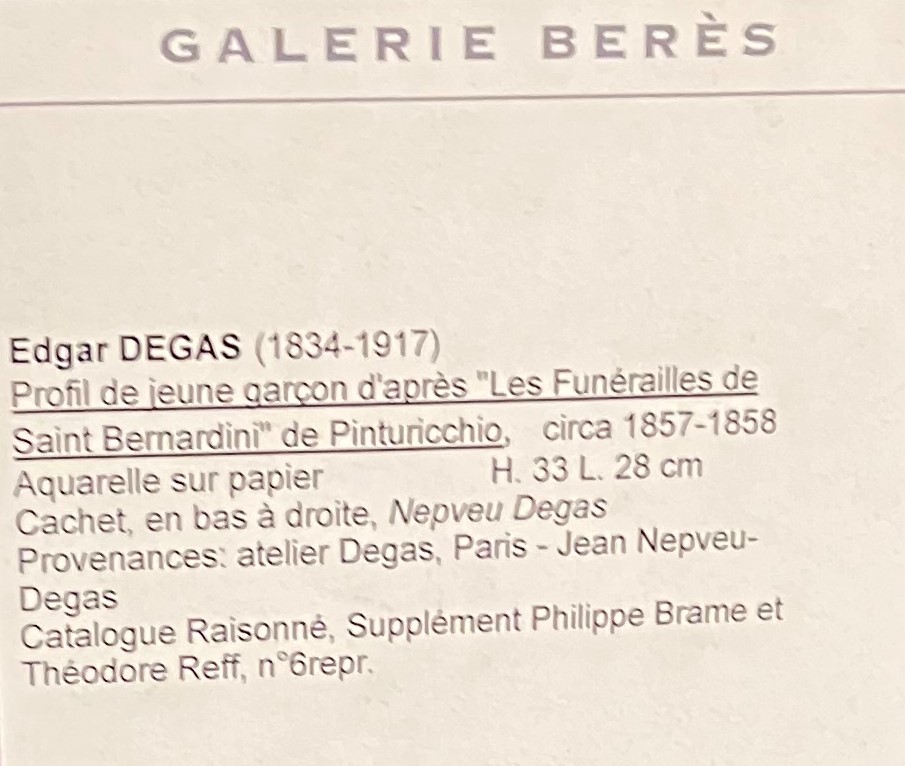 GALERIE BERÈS
Edgar DEGAS (1834-1917)
Profil de jeune garçon d'après "Les Funérailles de
Saint Bernardini" de Pinturicchio, circa 1857-1858
Aquarelle sur papier H. 33 L. 28 cm
Cachet, en bas à droite, Nepveu Degas
Provenances: atelier Degas, Paris - Jean Nepveu-
Degas
Catalogue Raisonné, Supplément Philippe Brame et
Théodore Reff, n°6repr.